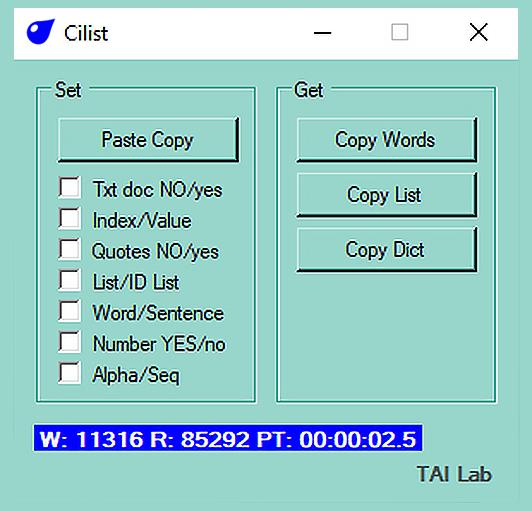 Cilist
Set
Paste Copy
Txt doc NO/yes
Index/Value
Quotes NO/yes
List/ID List
Word/Sentence
Number YES/no
Alpha/Seq
Get
Copy Words
Copy List
Copy Dict
W: 11316 R: 85292 PT: 00:00:02.5
TAI Lab